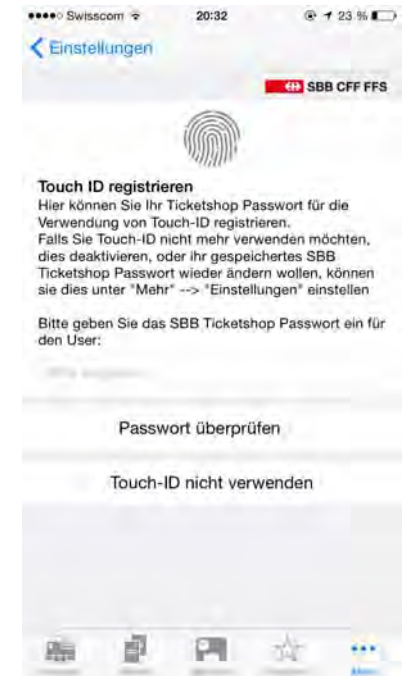 Swisscom 20:32 23 %
Einstellungen
SBB CFF FFS
Touch ID registrieren
Hier können Sie Ihr Ticketshop Passwort für die
Verwendung von Touch-ID registrieren.
Falls Sie Touch-ID nicht mehr verwenden möchten,
dies deaktivieren, oder ihr gespeichertes SBB
Ticketshop Passwort wieder ändern wollen, können
sie dies unter "Mehr" --> "Einstellungen" einstellen
Bitte geben Sie das SBB Ticketshop Passwort ein für
den User:
Passwort überprüfen
Touch-ID nicht verwenden